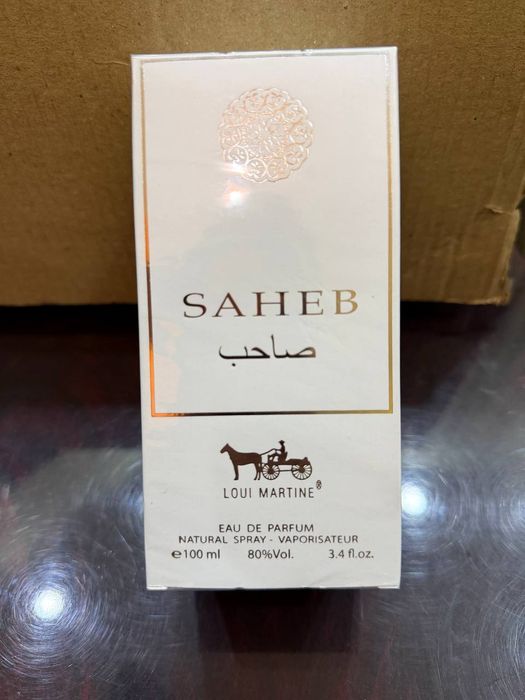 SAHEB
صاحب
LOUI MARTINE®
EAU DE PARFUM
NATURAL SPRAY - VAPORISATEUR
℮100 ml 80%Vol. 3.4 fl.oz.